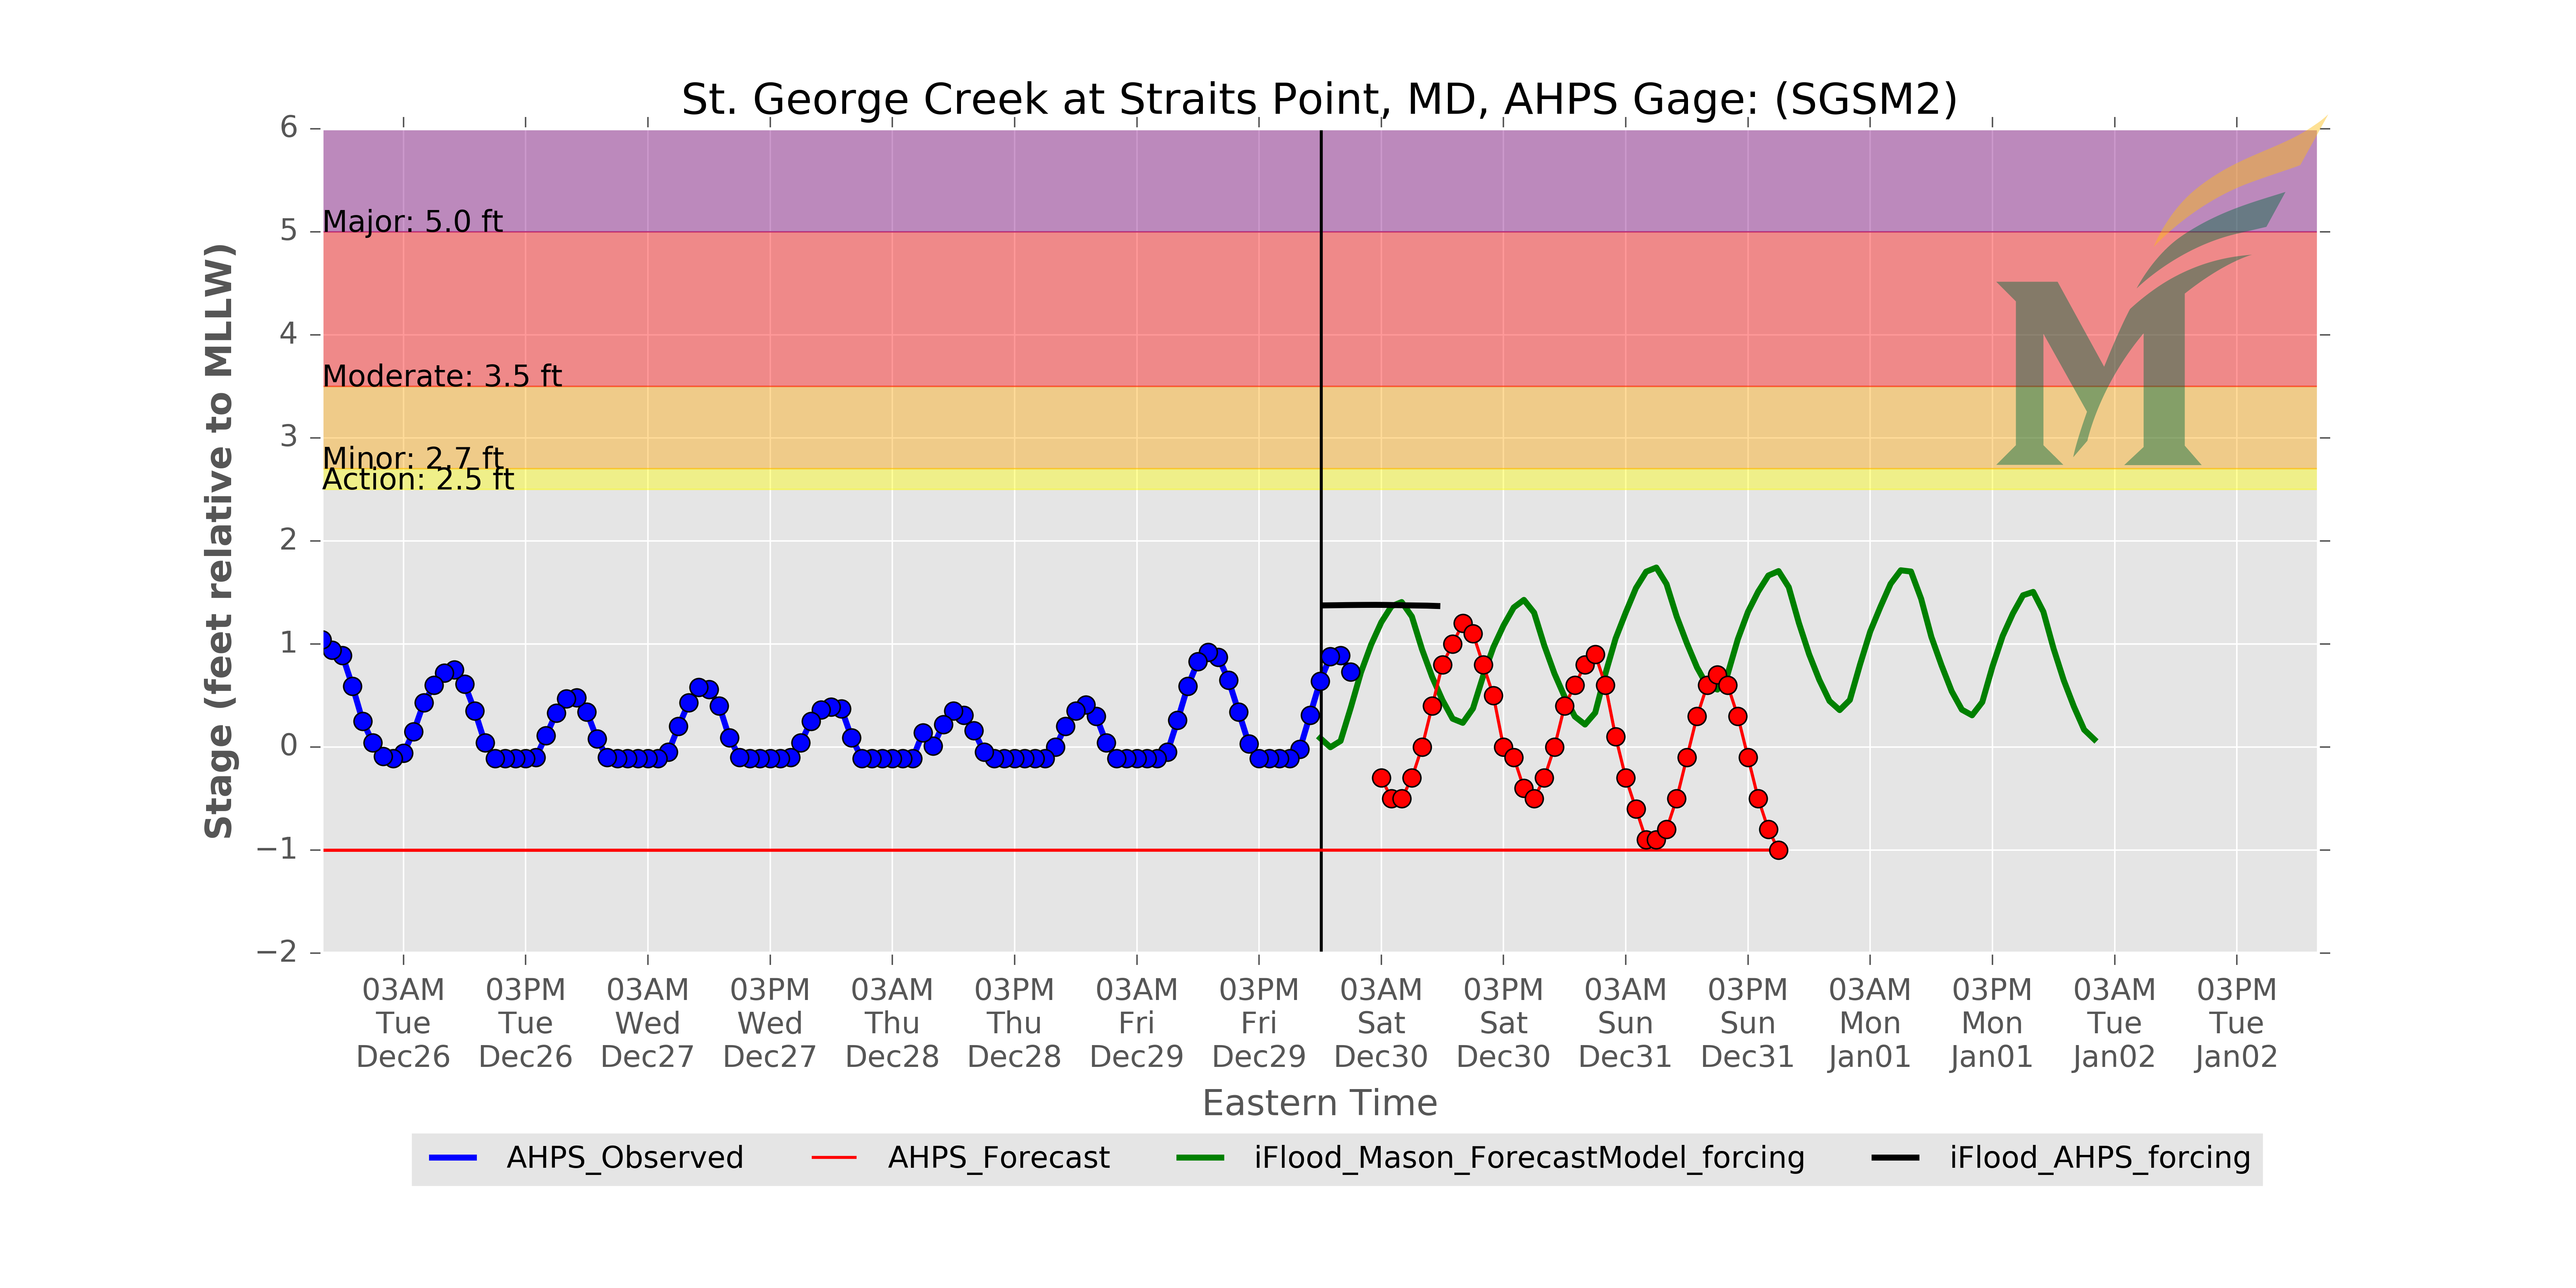 St. George Creek at Straits Point, MD, AHPS Gage: (SGSM2)
Stage (feet relative to MLLW)
6
5
4
3
2
1
0
−1
−2
Major: 5.0 ft
Moderate: 3.5 ft
Minor: 2.7 ft
Action: 2.5 ft
M
03AM 03PM 03AM 03PM 03AM 03PM 03AM 03PM 03AM 03PM 03AM 03PM 03AM 03PM 03AM 03PM
Tue Tue Wed Wed Thu Thu Fri Fri Sat Sat Sun Sun Mon Mon Tue Tue
Dec26 Dec26 Dec27 Dec27 Dec28 Dec28 Dec29 Dec29 Dec30 Dec30 Dec31 Dec31 Jan01 Jan01 Jan02 Jan02
Eastern Time
AHPS_Observed AHPS_Forecast iFlood_Mason_ForecastModel_forcing iFlood_AHPS_forcing